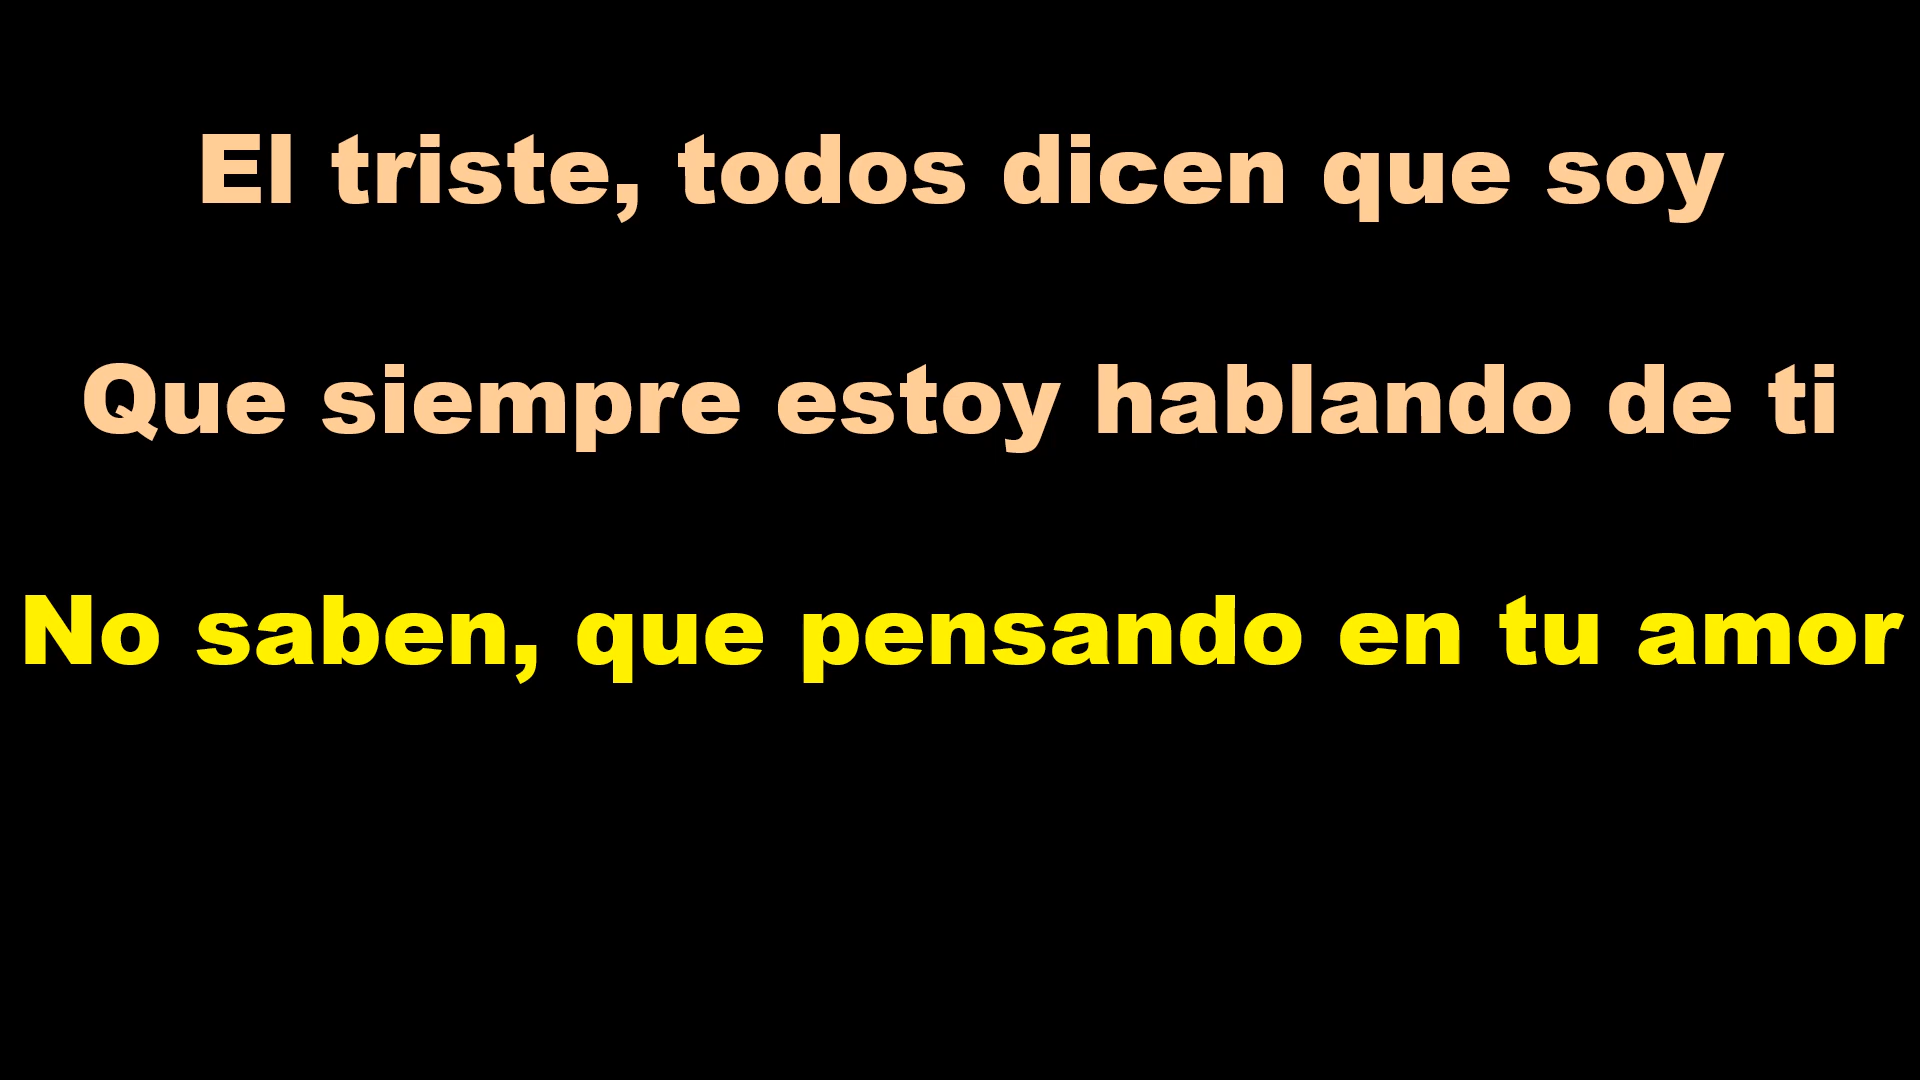 El triste, todos dicen que soy
Que siempre estoy hablando de ti
No saben, que pensando en tu amor